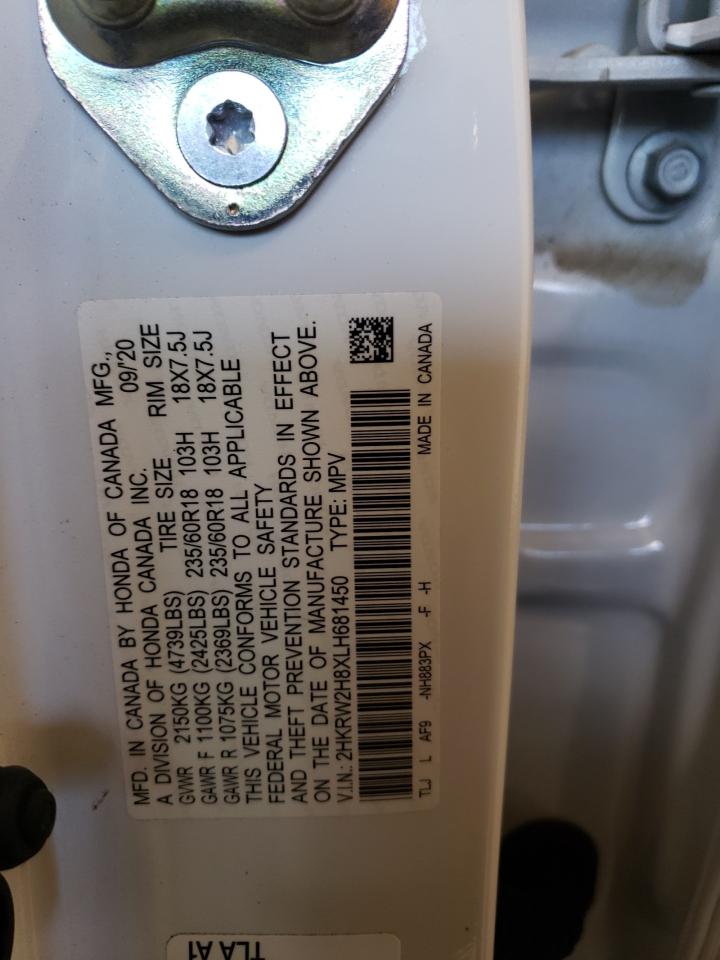 MFD. IN CANADA BY HONDA OF CANADA MFG.,
A DIVISION OF HONDA CANADA INC. 09/'20
GVWR 2150KG (4739LBS) TIRE SIZE RIM SIZE
GAWR F 1100KG (2425LBS) 235/60R18 103H 18X7.5J
GAWR R 1075KG (2369LBS) 235/60R18 103H 18X7.5J
THIS VEHICLE CONFORMS TO ALL APPLICABLE
FEDERAL MOTOR VEHICLE SAFETY
AND THEFT PREVENTION STANDARDS IN EFFECT
ON THE DATE OF MANUFACTURE SHOWN ABOVE.
V.I.N.: 2HKRW2H8XLH681450 TYPE: MPV
TLJ L AF9 -NH883PX -F -H MADE IN CANADA
TLA A1